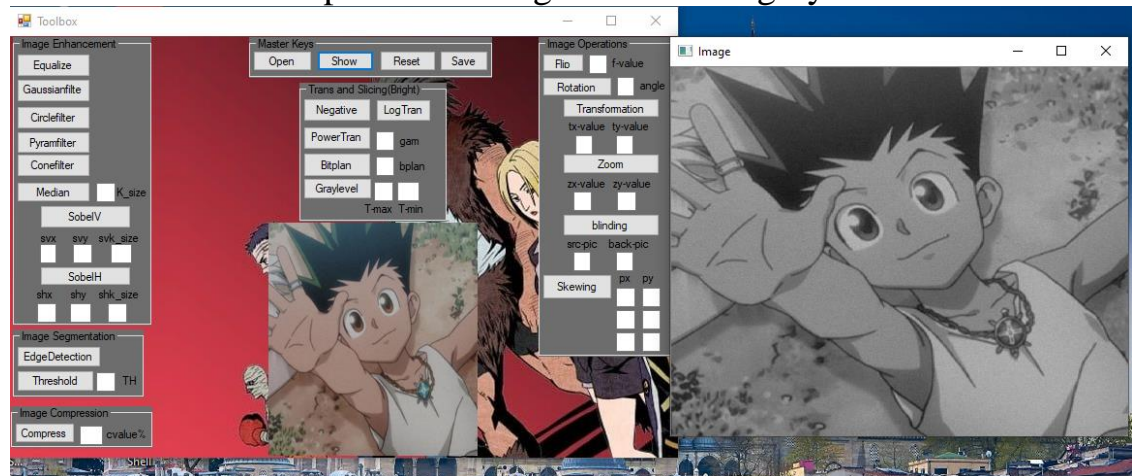 Toolbox
Image Enhancement
Equalize
Gaussianfilte
Circlefilter
Pyramfilter
Conefilter
Median K_size
SobelV
svx svy svk_size
SobelH
shx shy shk_size
Image Segmentation
EdgeDetection
Threshold TH
Image Compression
Compress cvalue%
Master Keys
Open Show Reset Save
Trans and Slicing(Bright)
Negative LogTran
PowerTran gam
Bitplan bplan
Graylevel
T-max T-min
Image Operations
Flip f-value
Rotation angle
Transformation
tx-value ty-value
Zoom
zx-value zy-value
blinding
src-pic back-pic
px py
Skewing
Image
Shell